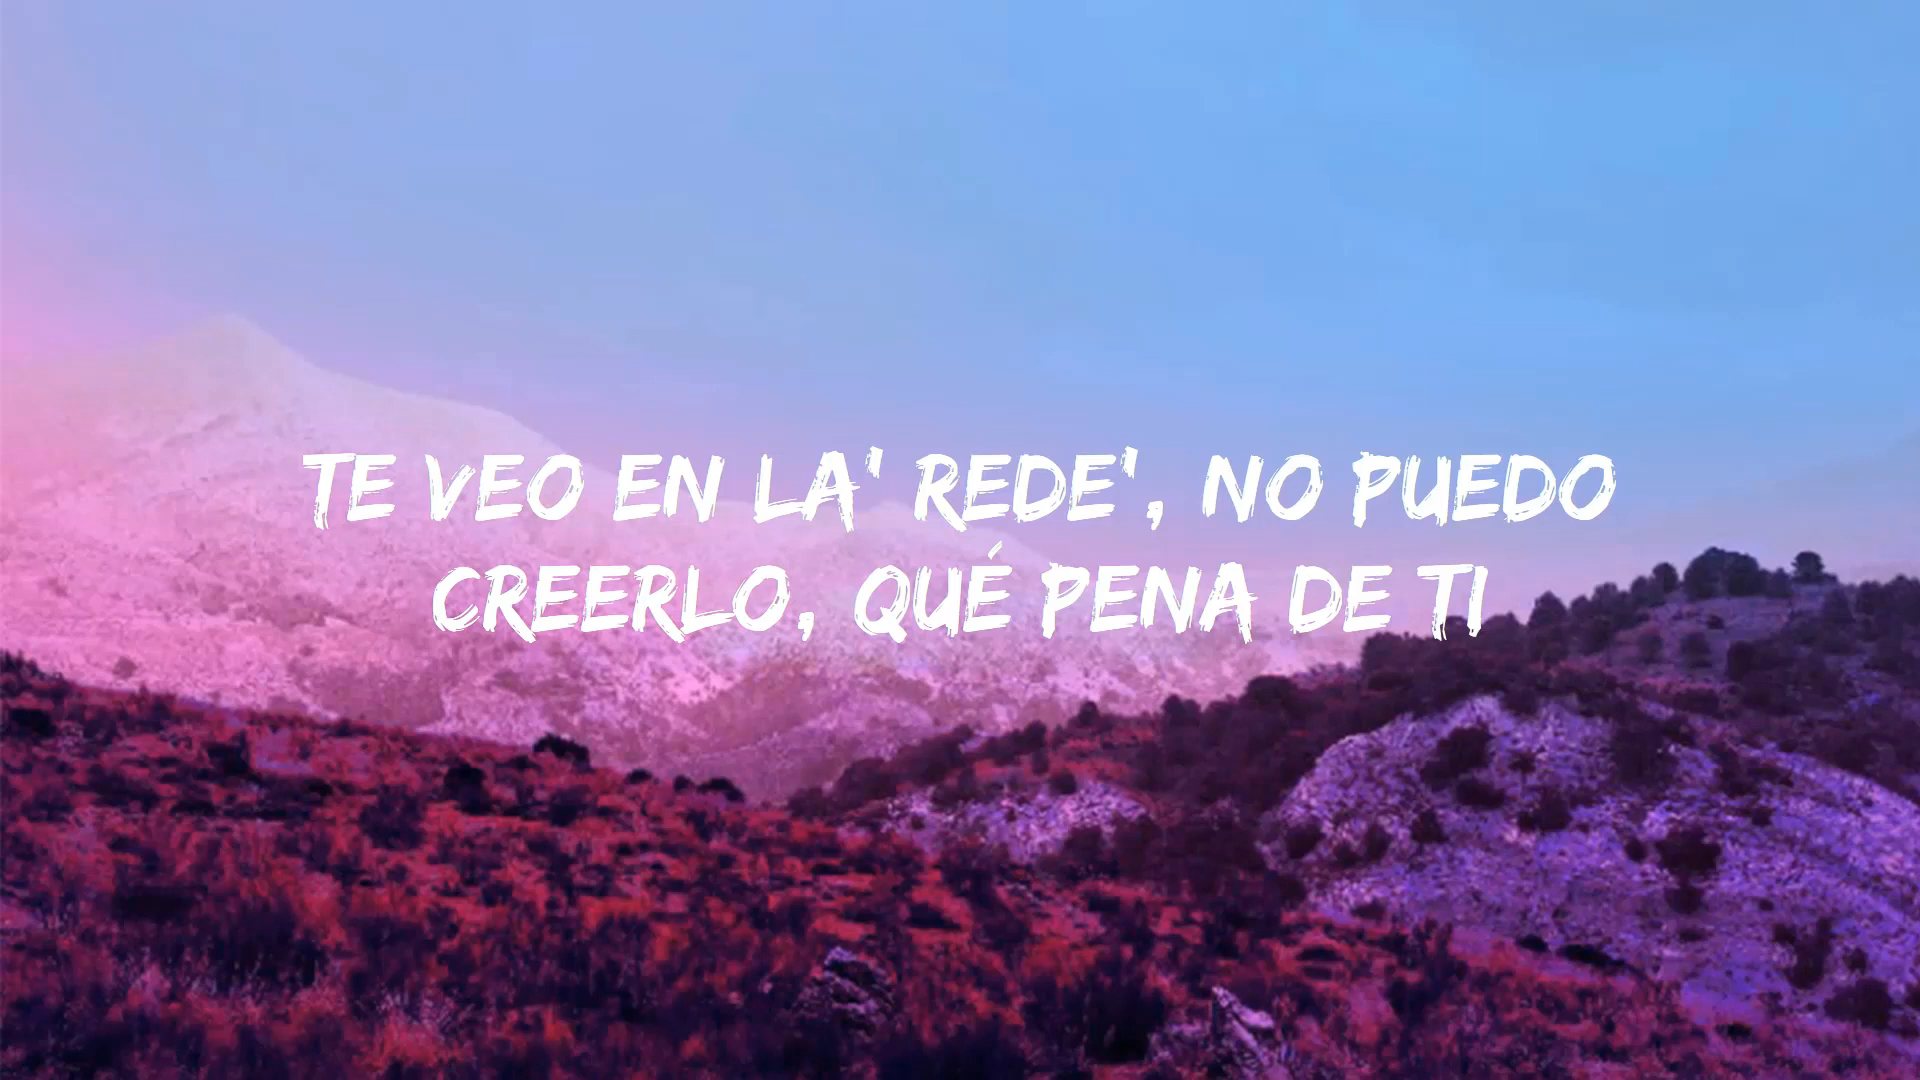 TE VEO EN LA' REDE', NO PUEDO
CREERLO, QUÉ PENA DE TI